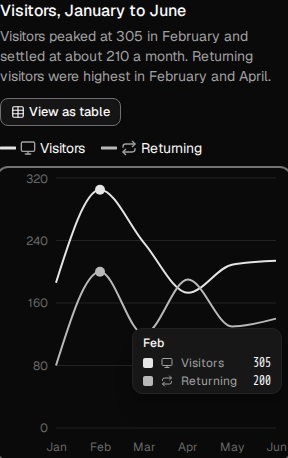 Visitors, January to June
Visitors peaked at 305 in February and
settled at about 210 a month. Returning
visitors were highest in February and April.
View as table
Visitors Returning
320
240
160
80
0
Feb
Visitors 305
Returning 200
Jan Feb Mar Apr May Jun